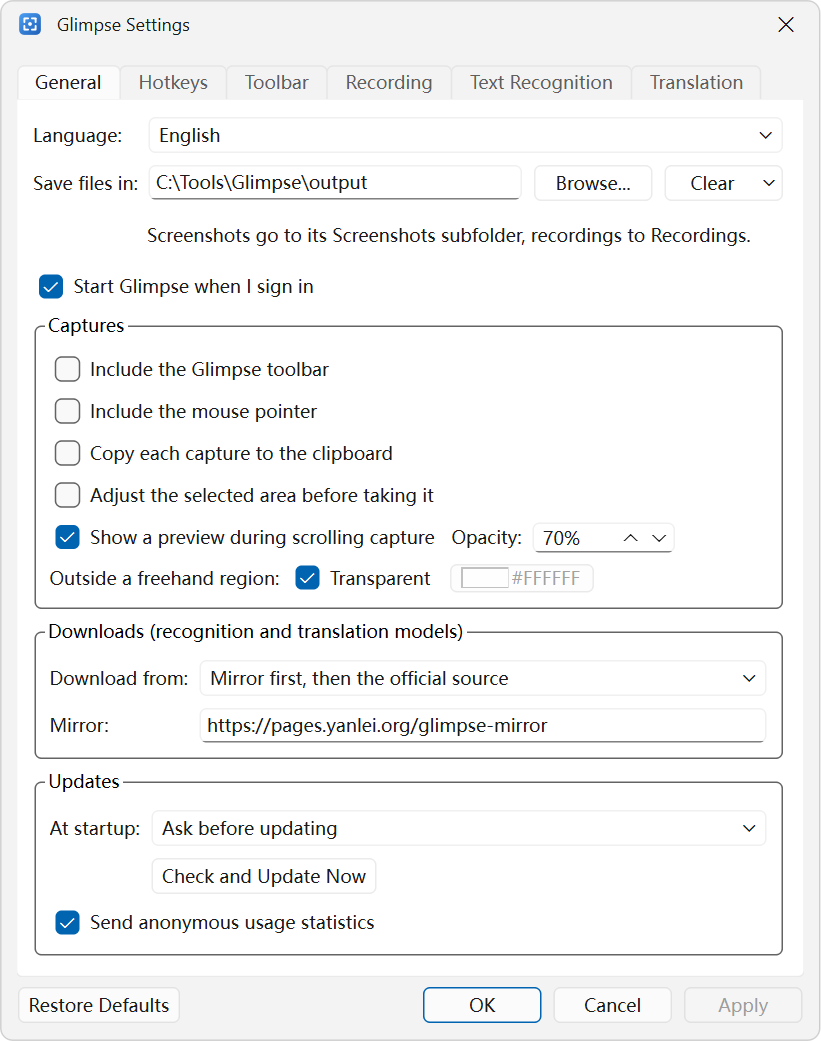 Glimpse Settings
General Hotkeys Toolbar Recording Text Recognition Translation
Language: English
Save files in: C:\Tools\Glimpse\output Browse... Clear
Screenshots go to its Screenshots subfolder, recordings to Recordings.
Start Glimpse when I sign in
Captures
Include the Glimpse toolbar
Include the mouse pointer
Copy each capture to the clipboard
Adjust the selected area before taking it
Show a preview during scrolling capture Opacity: 70%
Outside a freehand region: Transparent #FFFFFF
Downloads (recognition and translation models)
Download from: Mirror first, then the official source
Mirror: https://pages.yanlei.org/glimpse-mirror
Updates
At startup: Ask before updating
Check and Update Now
Send anonymous usage statistics
Restore Defaults OK Cancel Apply